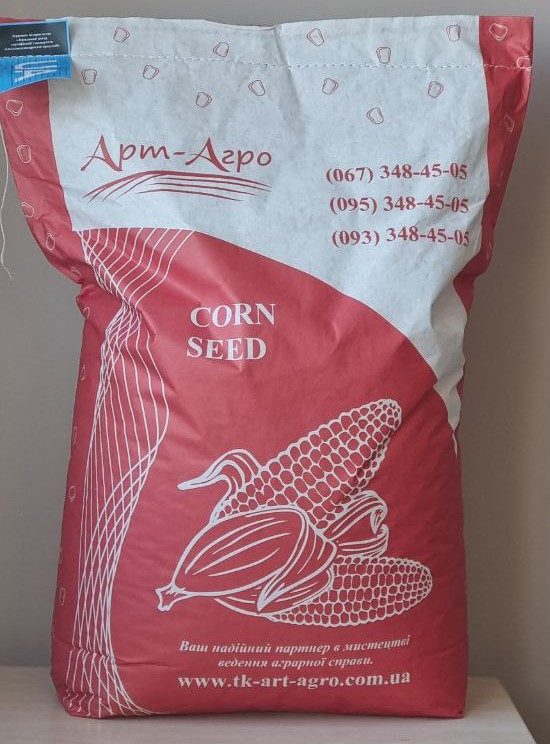 Арт-Агро
(067) 348-45-05
(095) 348-45-05
(093) 348-45-05
CORN
SEED
Ваш надійний партнер в мистецтві
ведення аграрної справи.
www.tk-art-agro.com.ua